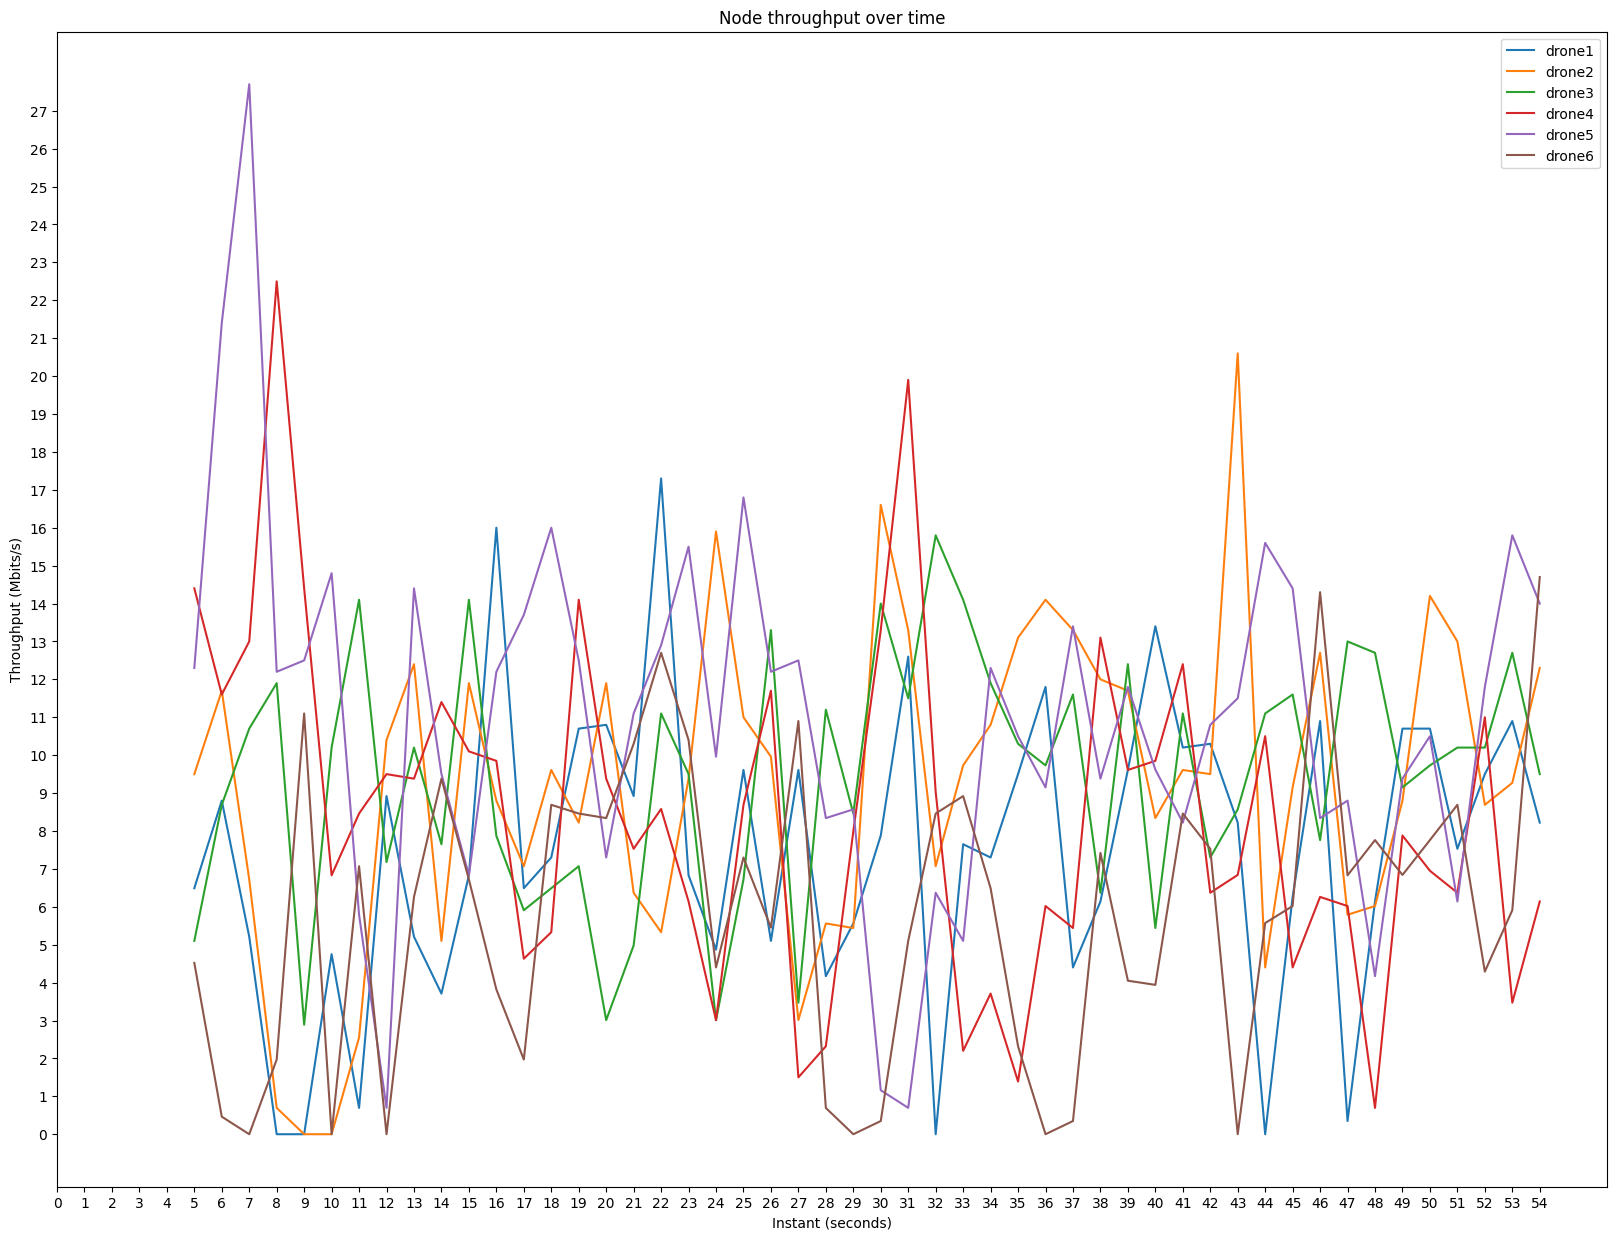 Node throughput over time
drone1
drone2
drone3
drone4
drone5
drone6
27
26
25
24
23
22
21
20
19
18
17
16
15
14
13
12
11
10
9
8
7
6
5
4
3
2
1
0
Throughput (Mbits/s)
0 1 2 3 4 5 6 7 8 9 10 11 12 13 14 15 16 17 18 19 20 21 22 23 24 25 26 27 28 29 30 31 32 33 34 35 36 37 38 39 40 41 42 43 44 45 46 47 48 49 50 51 52 53 54
Instant (seconds)